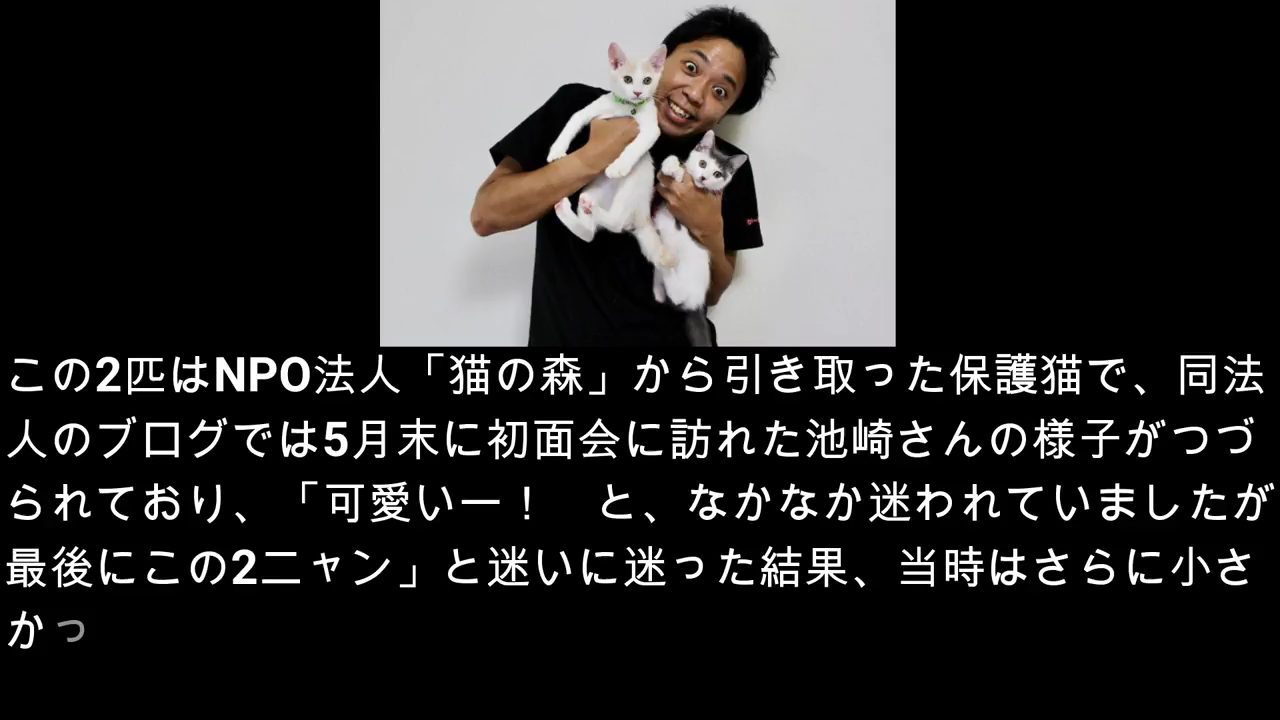 この2匹はNPO法人「猫の森」から引き取った保護猫で、同法
人のブログでは5月末に初面会に訪れた池崎さんの様子がつづ
られており、「可愛いー！　と、なかなか迷われていましたが
最後にこの2ニャン」と迷いに迷った結果、当時はさらに小さ
かっ